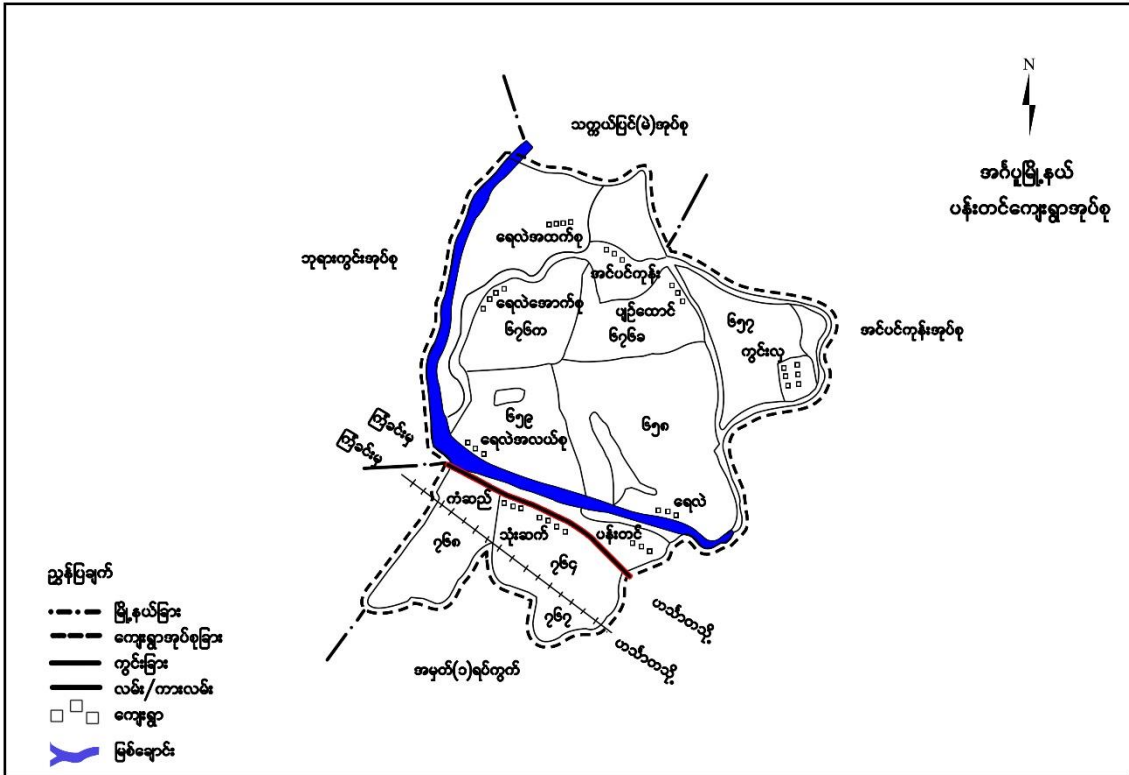 N
သက္ကယ်ပြင်(မဲ)အုပ်စု
အင်္ဂပူမြို့နယ်
ပန်းတင်ကျေးရွာအုပ်စု
ရေလဲအထက်စု
ဘုရားကွင်းအုပ်စု
အင်ပင်ကုန်း
ရေလဲအောက်စု
ပျဉ်ထောင်
၆၅၇
၆၇၆က
၆၇၆ခ
ကွင်းလု
အင်ပင်ကုန်းအုပ်စု
၆၅၉
၆၅၈
ရေလဲအလယ်စု
ကြံခင်းမှ
ကြံခင်းမှ
ကံဆည်
ရေလဲ
သုံးဆက်
ပန်းတင်
၇၆၈
၇၆၄
၇၆၇
ဟင်္သာတသို့
ဟင်္သာတသို့
အမှတ်(၁)ရပ်ကွက်
ညွှန်ပြချက်
မြို့နယ်ခြား
ကျေးရွာအုပ်စုခြား
ကွင်းခြား
လမ်း/ကားလမ်း
ကျေးရွာ
မြစ်ချောင်း